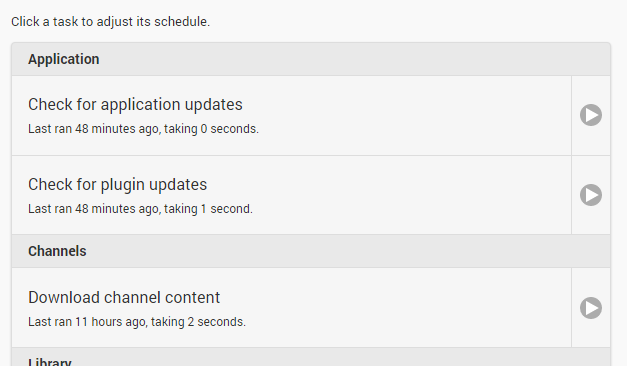 Click a task to adjust its schedule.
Application
Check for application updates
Last ran 48 minutes ago, taking 0 seconds.
Check for plugin updates
Last ran 48 minutes ago, taking 1 second.
Channels
Download channel content
Last ran 11 hours ago, taking 2 seconds.
Library